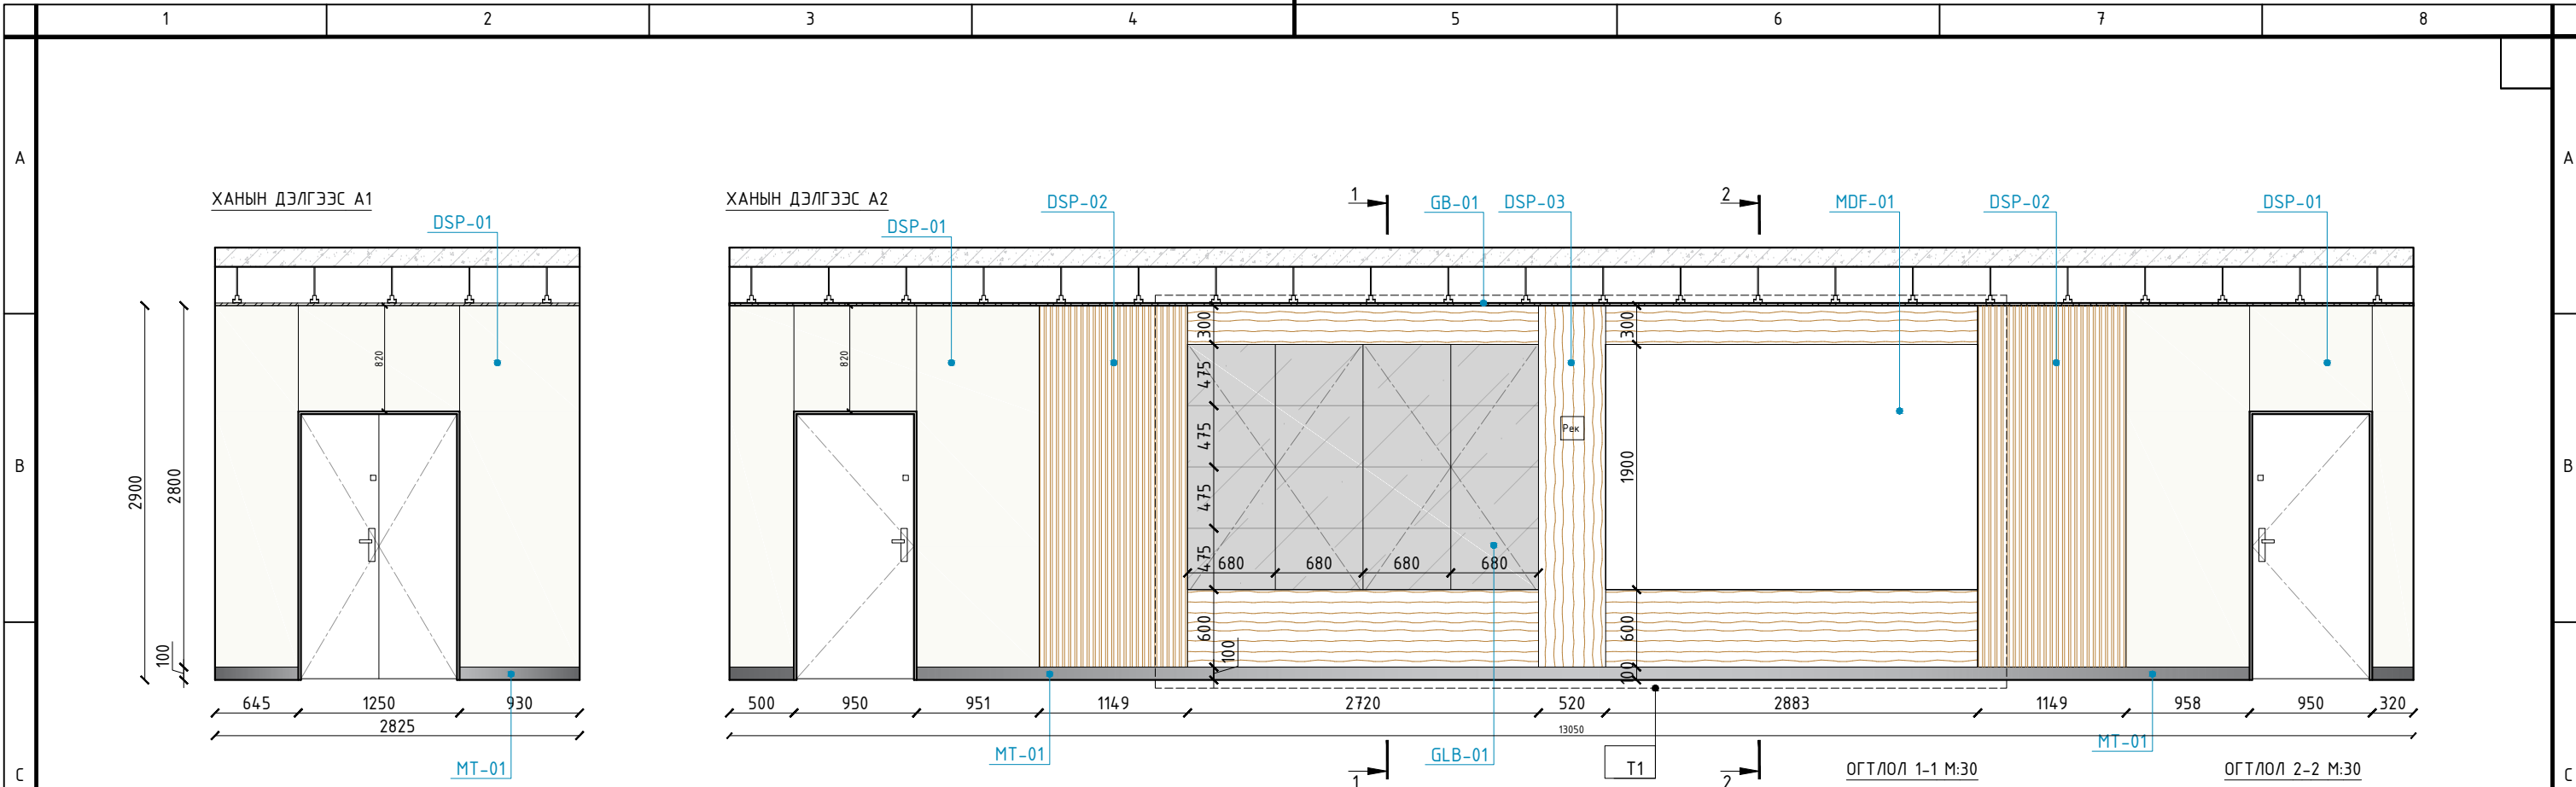 1 2 3 4 5 6 7 8
A A
ХАНЫН ДЭЛГЭЭС А1
DSP-01
ХАНЫН ДЭЛГЭЭС А2
DSP-01
DSP-02
1
GB-01
DSP-03
2
MDF-01
DSP-02
DSP-01
B B
2900
2800
100
820
820
300
475
475
475
475
680 680 680 680
600
100
Рек
300
1900
600
100
645 1250 930
2825
MT-01
500 950 951 1149 2720 520 2883 1149 958 950 320
13050
MT-01
GLB-01
T1
MT-01
1
2
ОГТЛОЛ 1-1 М:30
ОГТЛОЛ 2-2 М:30
C C